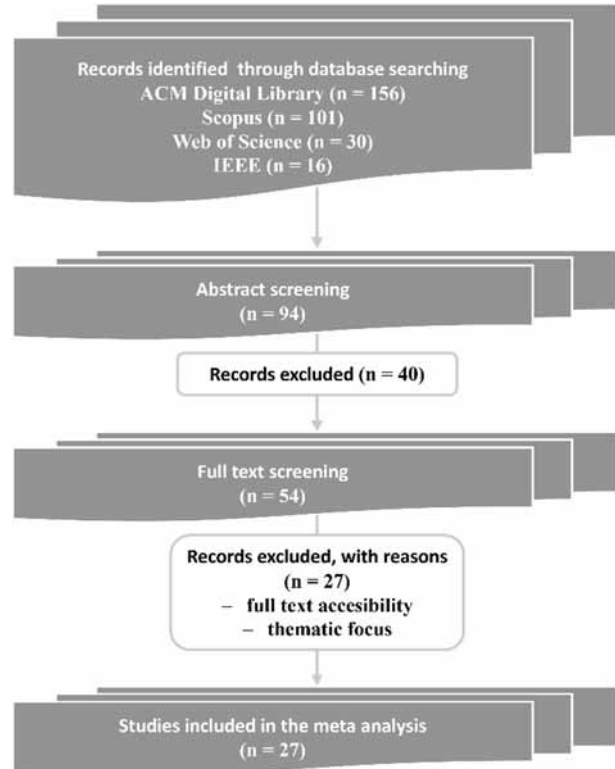 Records identified through database searching
ACM Digital Library (n = 156)
Scopus (n = 101)
Web of Science (n = 30)
IEEE (n = 16)
Abstract screening
(n = 94)
Records excluded (n = 40)
Full text screening
(n = 54)
Records excluded, with reasons
(n = 27)
– full text accesibility
– thematic focus
Studies included in the meta analysis
(n = 27)